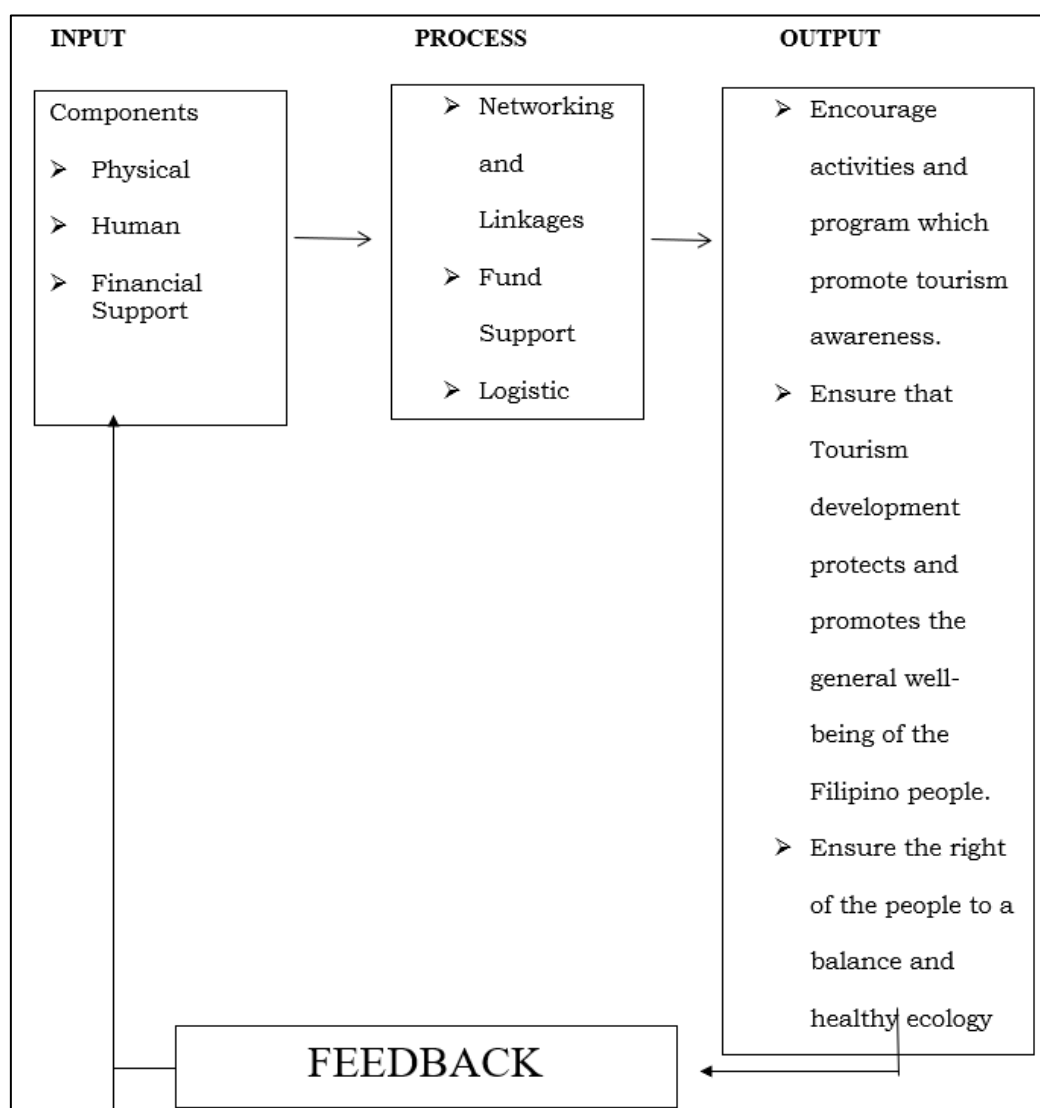 INPUT
PROCESS
OUTPUT
Components
➢ Physical
➢ Human
➢ Financial
Support
➢ Networking
and
Linkages
➢ Fund
Support
➢ Logistic
➢ Encourage
activities and
program which
promote tourism
awareness.
➢ Ensure that
Tourism
development
protects and
promotes the
general well-
being of the
Filipino people.
➢ Ensure the right
of the people to a
balance and
healthy ecology
FEEDBACK